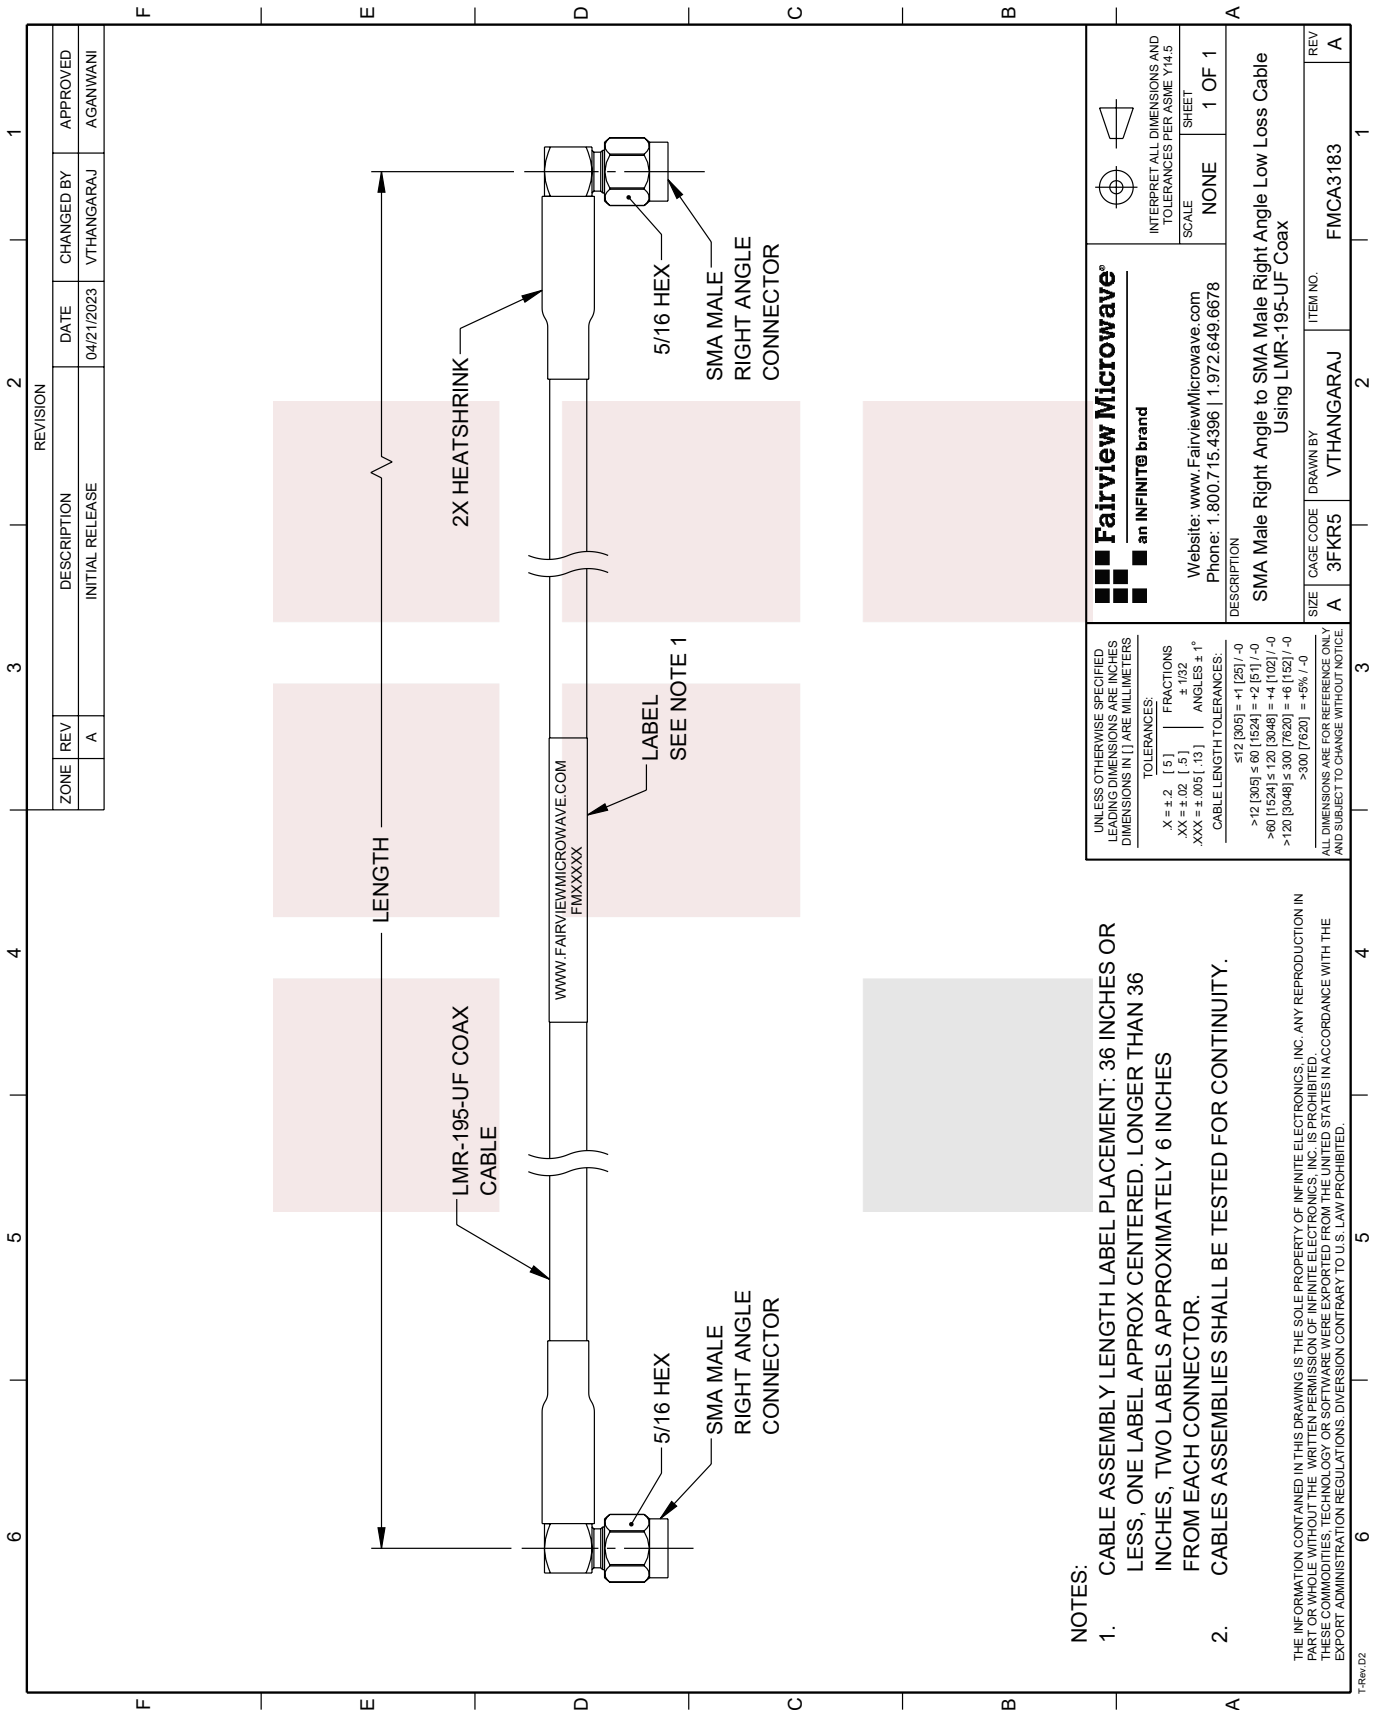 6
5
4
3
2
1
F
E
D
C
B
A
REVISION
ZONE REV DESCRIPTION DATE CHANGED BY APPROVED
A INITIAL RELEASE 04/21/2023 VTHANGARAJ AGANWANI
LENGTH
LMR-195-UF COAX
CABLE
2X HEATSHRINK
WWW.FAIRVIEWMICROWAVE.COM
FMXXXXX
5/16 HEX
SMA MALE
RIGHT ANGLE
CONNECTOR
LABEL
SEE NOTE 1
5/16 HEX
SMA MALE
RIGHT ANGLE
CONNECTOR
NOTES:
1. CABLE ASSEMBLY LENGTH LABEL PLACEMENT: 36 INCHES OR
LESS, ONE LABEL APPROX CENTERED. LONGER THAN 36
INCHES, TWO LABELS APPROXIMATELY 6 INCHES
FROM EACH CONNECTOR.
2. CABLES ASSEMBLIES SHALL BE TESTED FOR CONTINUITY.
THE INFORMATION CONTAINED IN THIS DRAWING IS THE SOLE PROPERTY OF INFINITE ELECTRONICS, INC. ANY REPRODUCTION IN
PART OR WHOLE WITHOUT THE WRITTEN PERMISSION OF INFINITE ELECTRONICS, INC. IS PROHIBITED.
THESE COMMODITIES, TECHNOLOGY OR SOFTWARE WERE EXPORTED FROM THE UNITED STATES IN ACCORDANCE WITH THE
EXPORT ADMINISTRATION REGULATIONS. DIVERSION CONTRARY TO U.S. LAW PROHIBITED.
UNLESS OTHERWISE SPECIFIED
LEADING DIMENSIONS ARE INCHES
DIMENSIONS IN [ ] ARE MILLIMETERS
TOLERANCES:
.X = ± .2 [ 5 ] FRACTIONS
.XX = ± .02 [ .5 ] ± 1/32
.XXX = ± .005 [ .13 ] ANGLES ± 1°
CABLE LENGTH TOLERANCES:
≤12 [305] = +1 [25] / -0
>12 [305] ≤ 60 [1524] = +2 [51] / -0
>60 [1524] ≤ 120 [3048] = +4 [102] / -0
>120 [3048] ≤ 300 [7620] = +6 [152] / -0
>300 [7620] = +5% / -0
ALL DIMENSIONS ARE FOR REFERENCE ONLY
AND SUBJECT TO CHANGE WITHOUT NOTICE.
Fairview Microwave®
an INFINIT@ brand
Website: www.FairviewMicrowave.com
Phone: 1.800.715.4396 | 1.972.649.6678
INTERPRET ALL DIMENSIONS AND
TOLERANCES PER ASME Y14.5
SCALE SHEET
NONE 1 OF 1
DESCRIPTION
SMA Male Right Angle to SMA Male Right Angle Low Loss Cable
Using LMR-195-UF Coax
SIZE CAGE CODE DRAWN BY ITEM NO. REV
A 3FKR5 VTHANGARAJ FMCA3183 A
F
E
D
C
B
A
T-Rev.D2
6
5
4
3
2
1